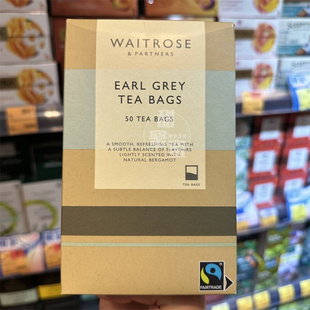 WAITROSE
& PARTNERS
EARL GREY
TEA BAGS
50 TEA BAGS
A SMOOTH, REFRESHING TEA WITH
A SUBTLE BALANCE OF FLAVOURS
LIGHTLY SCENTED WITH
NATURAL BERGAMOT
TEA BAGS
FAIRTRADE